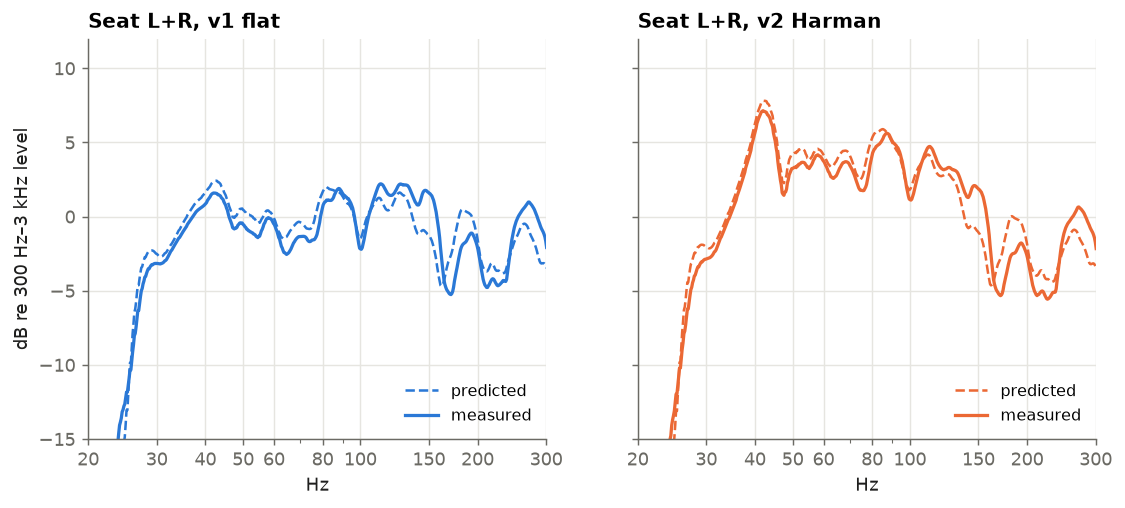 Seat L+R, v1 flat
Seat L+R, v2 Harman
dB re 300 Hz–3 kHz level
10
5
0
−5
−10
−15
predicted
measured
20 30 40 50 60 80 100 150 200 300
Hz
predicted
measured
20 30 40 50 60 80 100 150 200 300
Hz